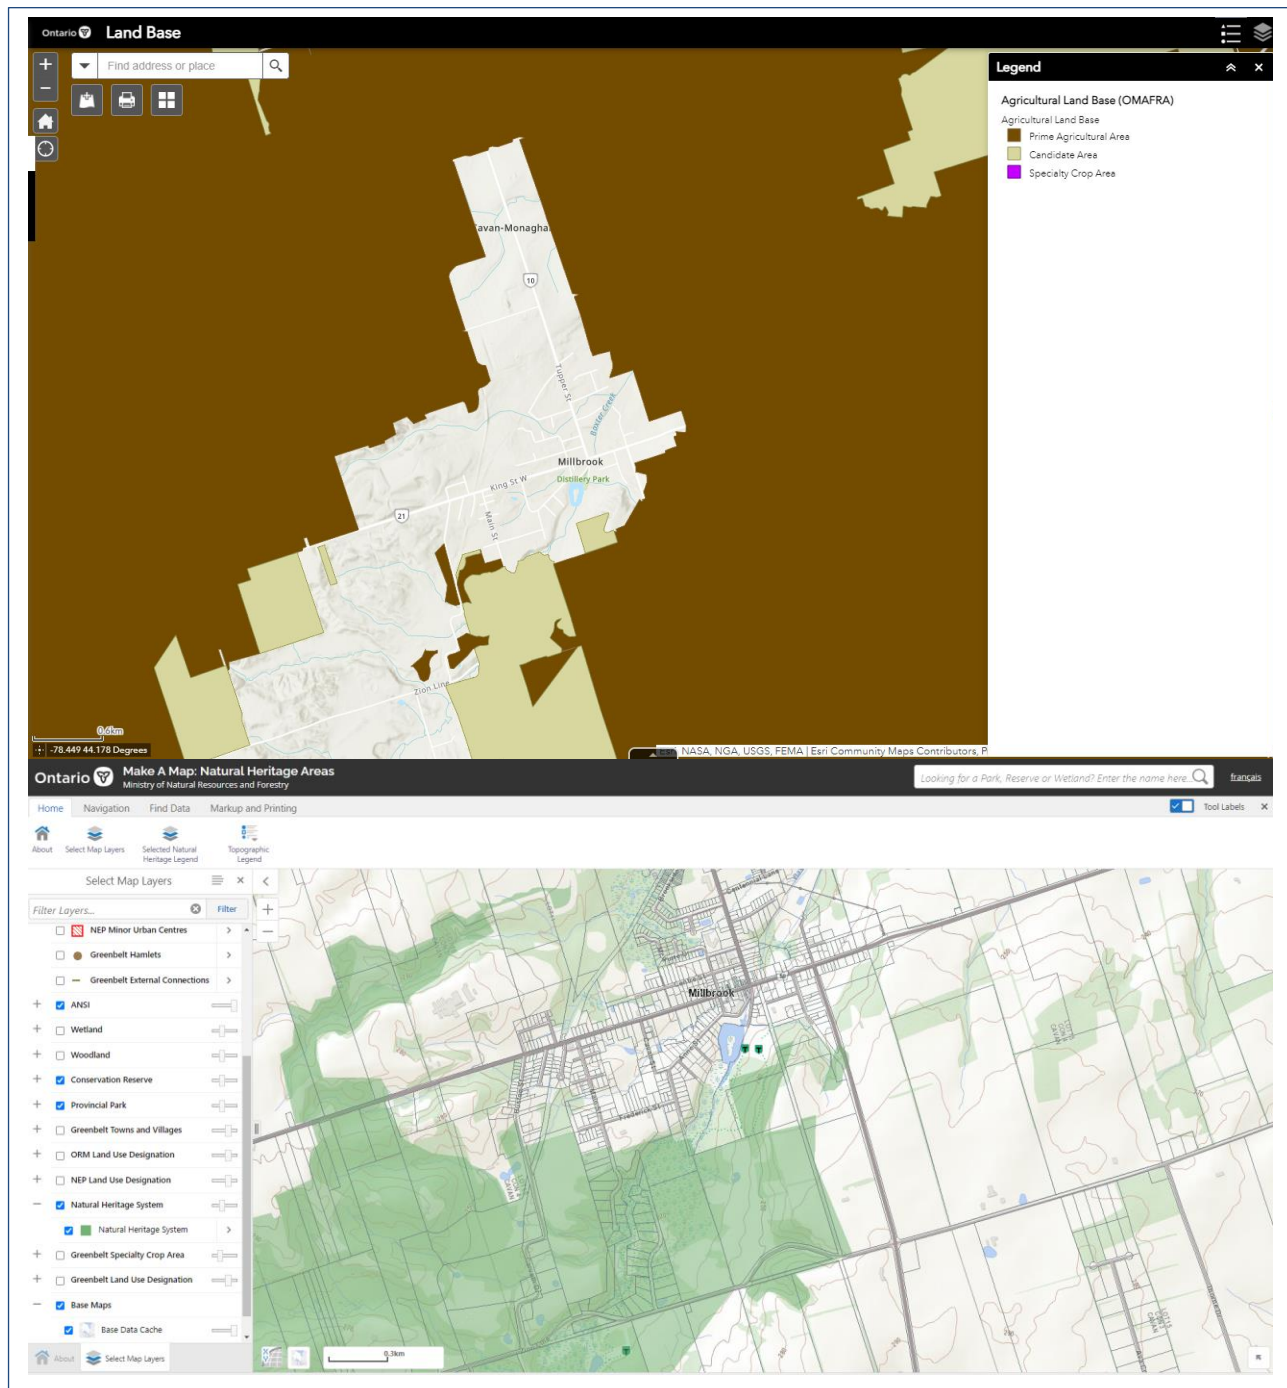 Ontario Land Base
Find address or place
Legend
Agricultural Land Base (OMAFRA)
Agricultural Land Base
Prime Agricultural Area
Candidate Area
Specialty Crop Area
avan-Monagha
10
Tupper St
Baxter Creek
Millbrook
Distillery Park
King St W
21
Main St
Zion Line
0.6km
-78.449 44.178 Degrees
Esri, NASA, NGA, USGS, FEMA | Esri Community Maps Contributors, P
Ontario Make A Map: Natural Heritage Areas
Ministry of Natural Resources and Forestry
Looking for a Park, Reserve or Wetland? Enter the name here
français
Home Navigation Find Data Markup and Printing
Tool Labels
About
Select Map Layers
Selected Natural Heritage Legend
Topographic Legend
Select Map Layers
Filter Layers...
Filter
NEP Minor Urban Centres
Greenbelt Hamlets
Greenbelt External Connections
ANSI
Wetland
Woodland
Conservation Reserve
Provincial Park
Greenbelt Towns and Villages
ORM Land Use Designation
NEP Land Use Designation
Natural Heritage System
Natural Heritage System
Greenbelt Specialty Crop Area
Greenbelt Land Use Designation
Base Maps
Base Data Cache
About
Select Map Layers
Centennial Lane
Millbrook
Frederick St
CON 4
CAVAN
0.3km